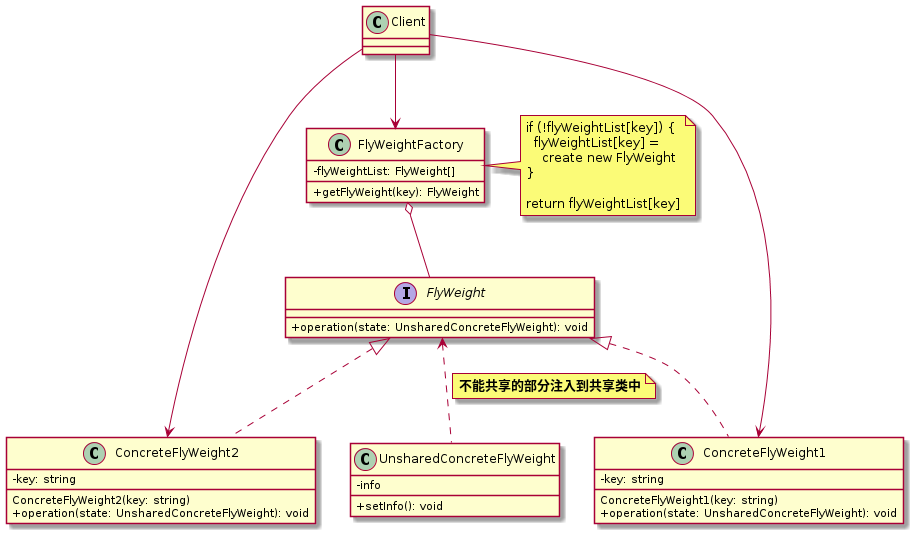 C Client
C FlyWeightFactory
-flyWeightList: FlyWeight[]
+getFlyWeight(key): FlyWeight
if (!flyWeightList[key]) {
flyWeightList[key] =
create new FlyWeight
}
return flyWeightList[key]
I FlyWeight
+operation(state: UnsharedConcreteFlyWeight): void
不能共享的部分注入到共享类中
C ConcreteFlyWeight2
-key: string
ConcreteFlyWeight2(key: string)
+operation(state: UnsharedConcreteFlyWeight): void
C UnsharedConcreteFlyWeight
-info
+setInfo(): void
C ConcreteFlyWeight1
-key: string
ConcreteFlyWeight1(key: string)
+operation(state: UnsharedConcreteFlyWeight): void